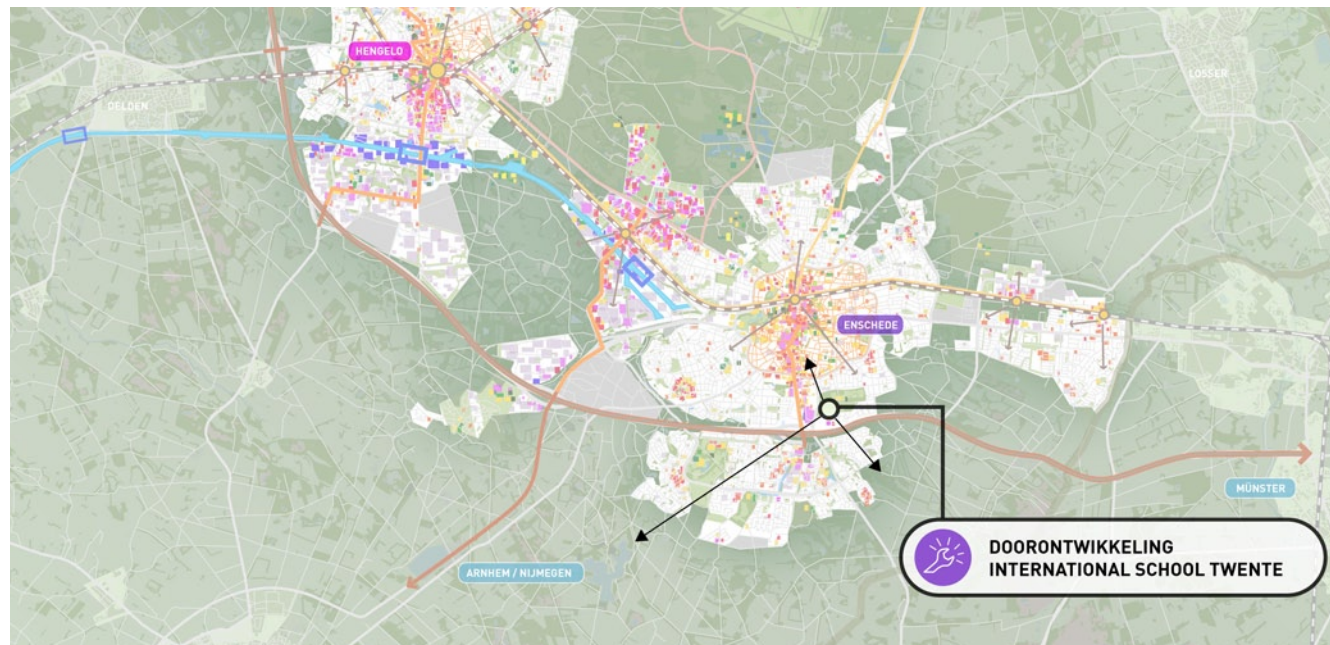 HENGELO
DELDEN
LOSSER
ENSCHEDE
MÜNSTER
ARNHEM / NIJMEGEN
DOORONTWIKKELING
INTERNATIONAL SCHOOL TWENTE